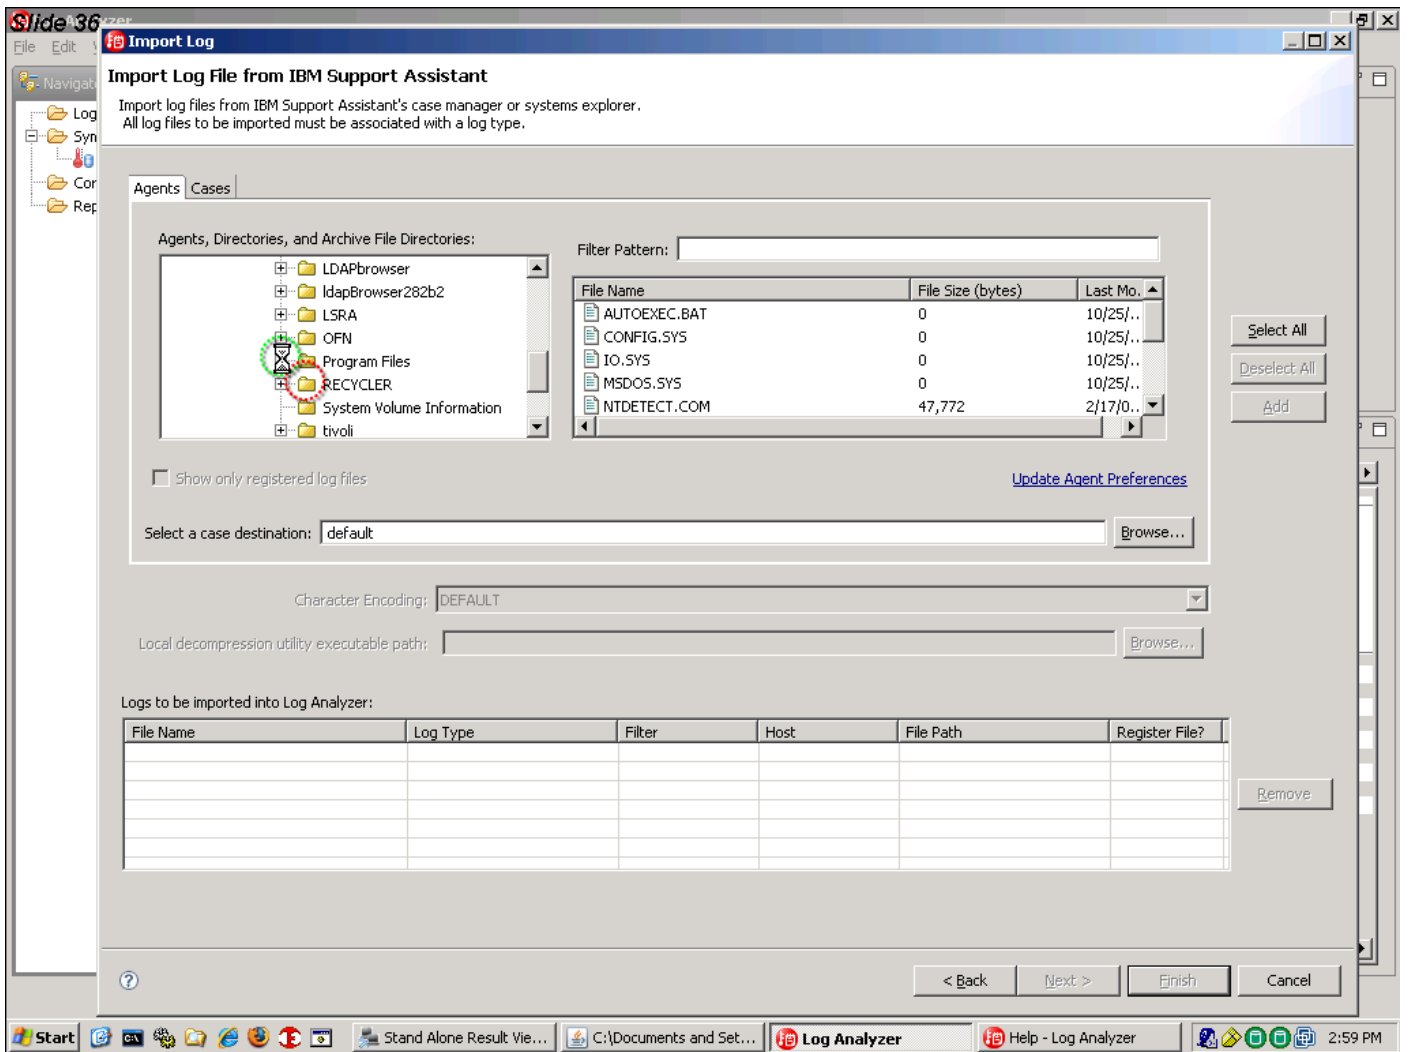 Slide 36
File Edit
Import Log
Import Log File from IBM Support Assistant
Import log files from IBM Support Assistant's case manager or systems explorer.
All log files to be imported must be associated with a log type.
Agents Cases
Agents, Directories, and Archive File Directories:
LDAPbrowser
ldapBrowser282b2
LSRA
OFN
Program Files
RECYCLER
System Volume Information
tivoli
Filter Pattern:
File Name File Size (bytes) Last Mo.
AUTOEXEC.BAT 0 10/25/..
CONFIG.SYS 0 10/25/..
IO.SYS 0 10/25/..
MSDOS.SYS 0 10/25/..
NTDETECT.COM 47,772 2/17/0..
Select All
Deselect All
Add
Show only registered log files
Update Agent Preferences
Select a case destination: default Browse...
Character Encoding: DEFAULT
Local decompression utility executable path: Browse...
Logs to be imported into Log Analyzer:
File Name Log Type Filter Host File Path Register File?
Remove
< Back Next > Finish Cancel
Start Stand Alone Result Vie... C:\Documents and Set... Log Analyzer Help - Log Analyzer 2:59 PM